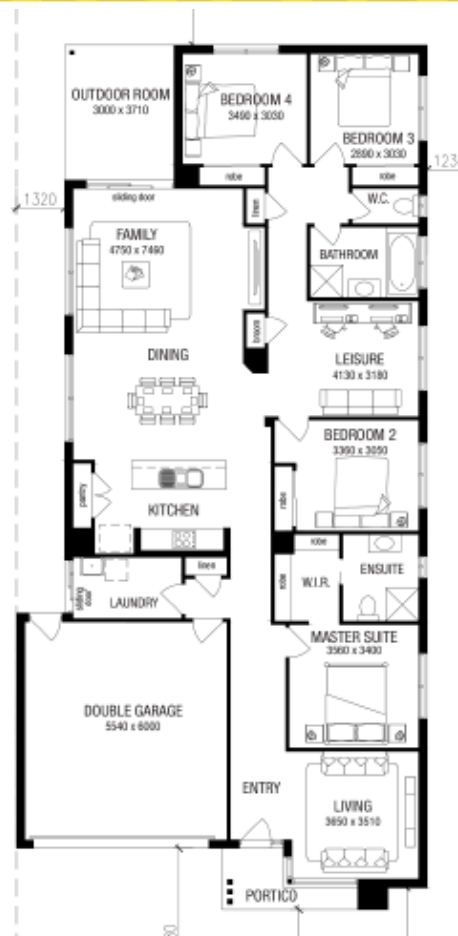 OUTDOOR ROOM
3000 x 3710
BEDROOM 4
3490 x 3030
BEDROOM 3
2890 x 3030
123
robe
robe
1320
sliding door
linen
W.C.
FAMILY
4750 x 7460
BATHROOM
broom
DINING
LEISURE
4130 x 3180
BEDROOM 2
3360 x 3050
pantry
robe
KITCHEN
robe
linen
ENSUITE
robe
W.I.R.
sliding door
LAUNDRY
MASTER SUITE
3560 x 3400
DOUBLE GARAGE
5540 x 6000
ENTRY
LIVING
3650 x 3510
PORTICO